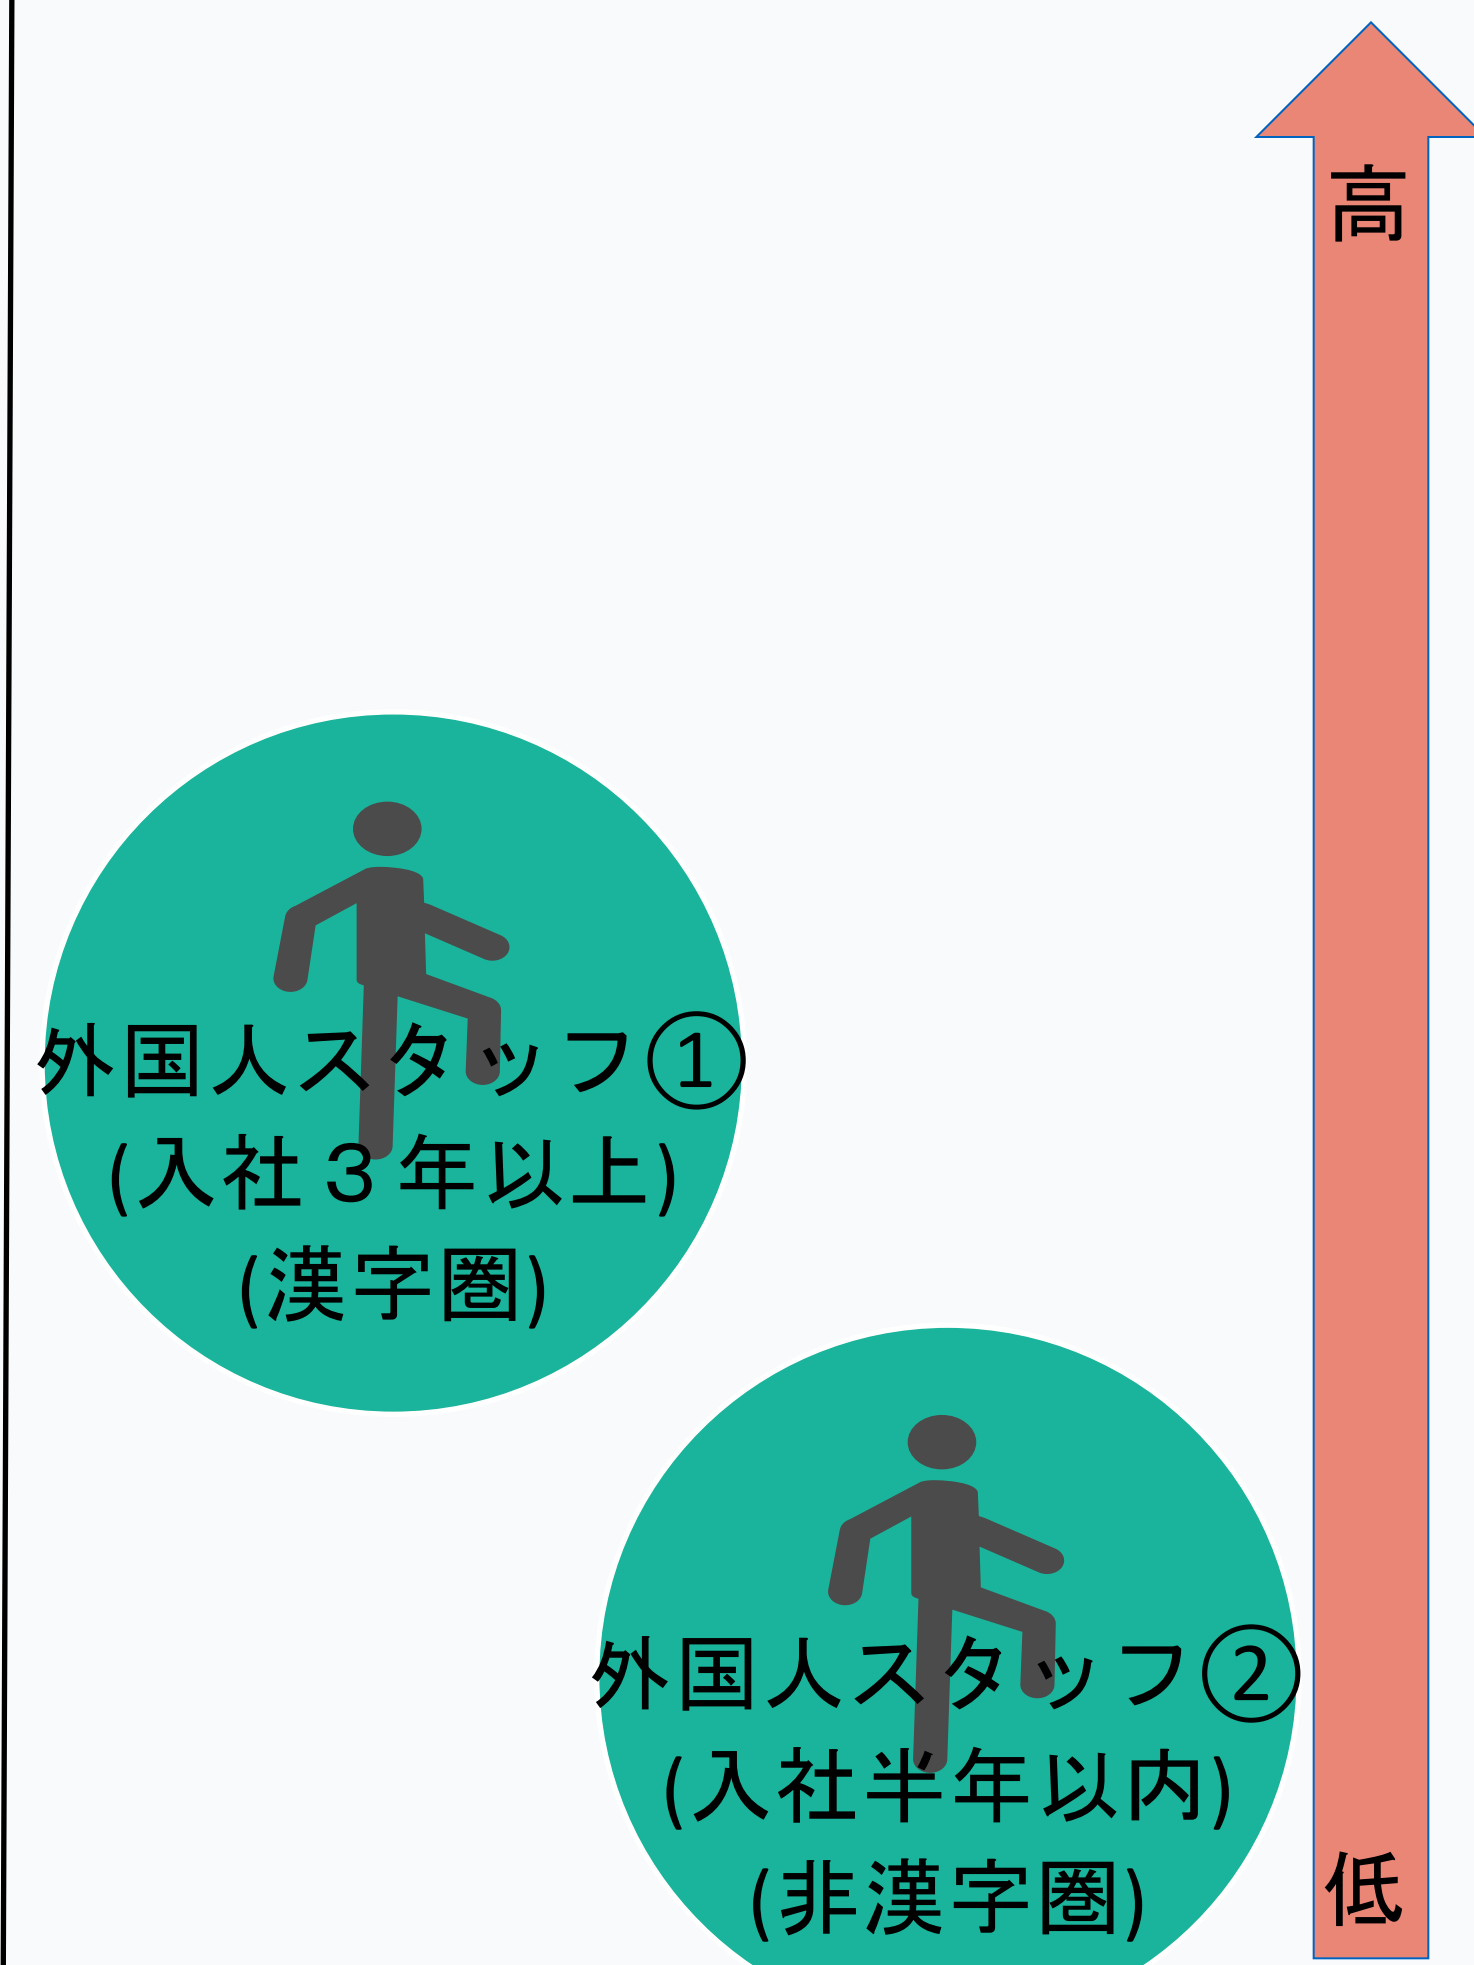 高
外国人スタッフ①
(入社３年以上)
(漢字圏)
外国人スタッフ②
(入社半年以内)
(非漢字圏)
低